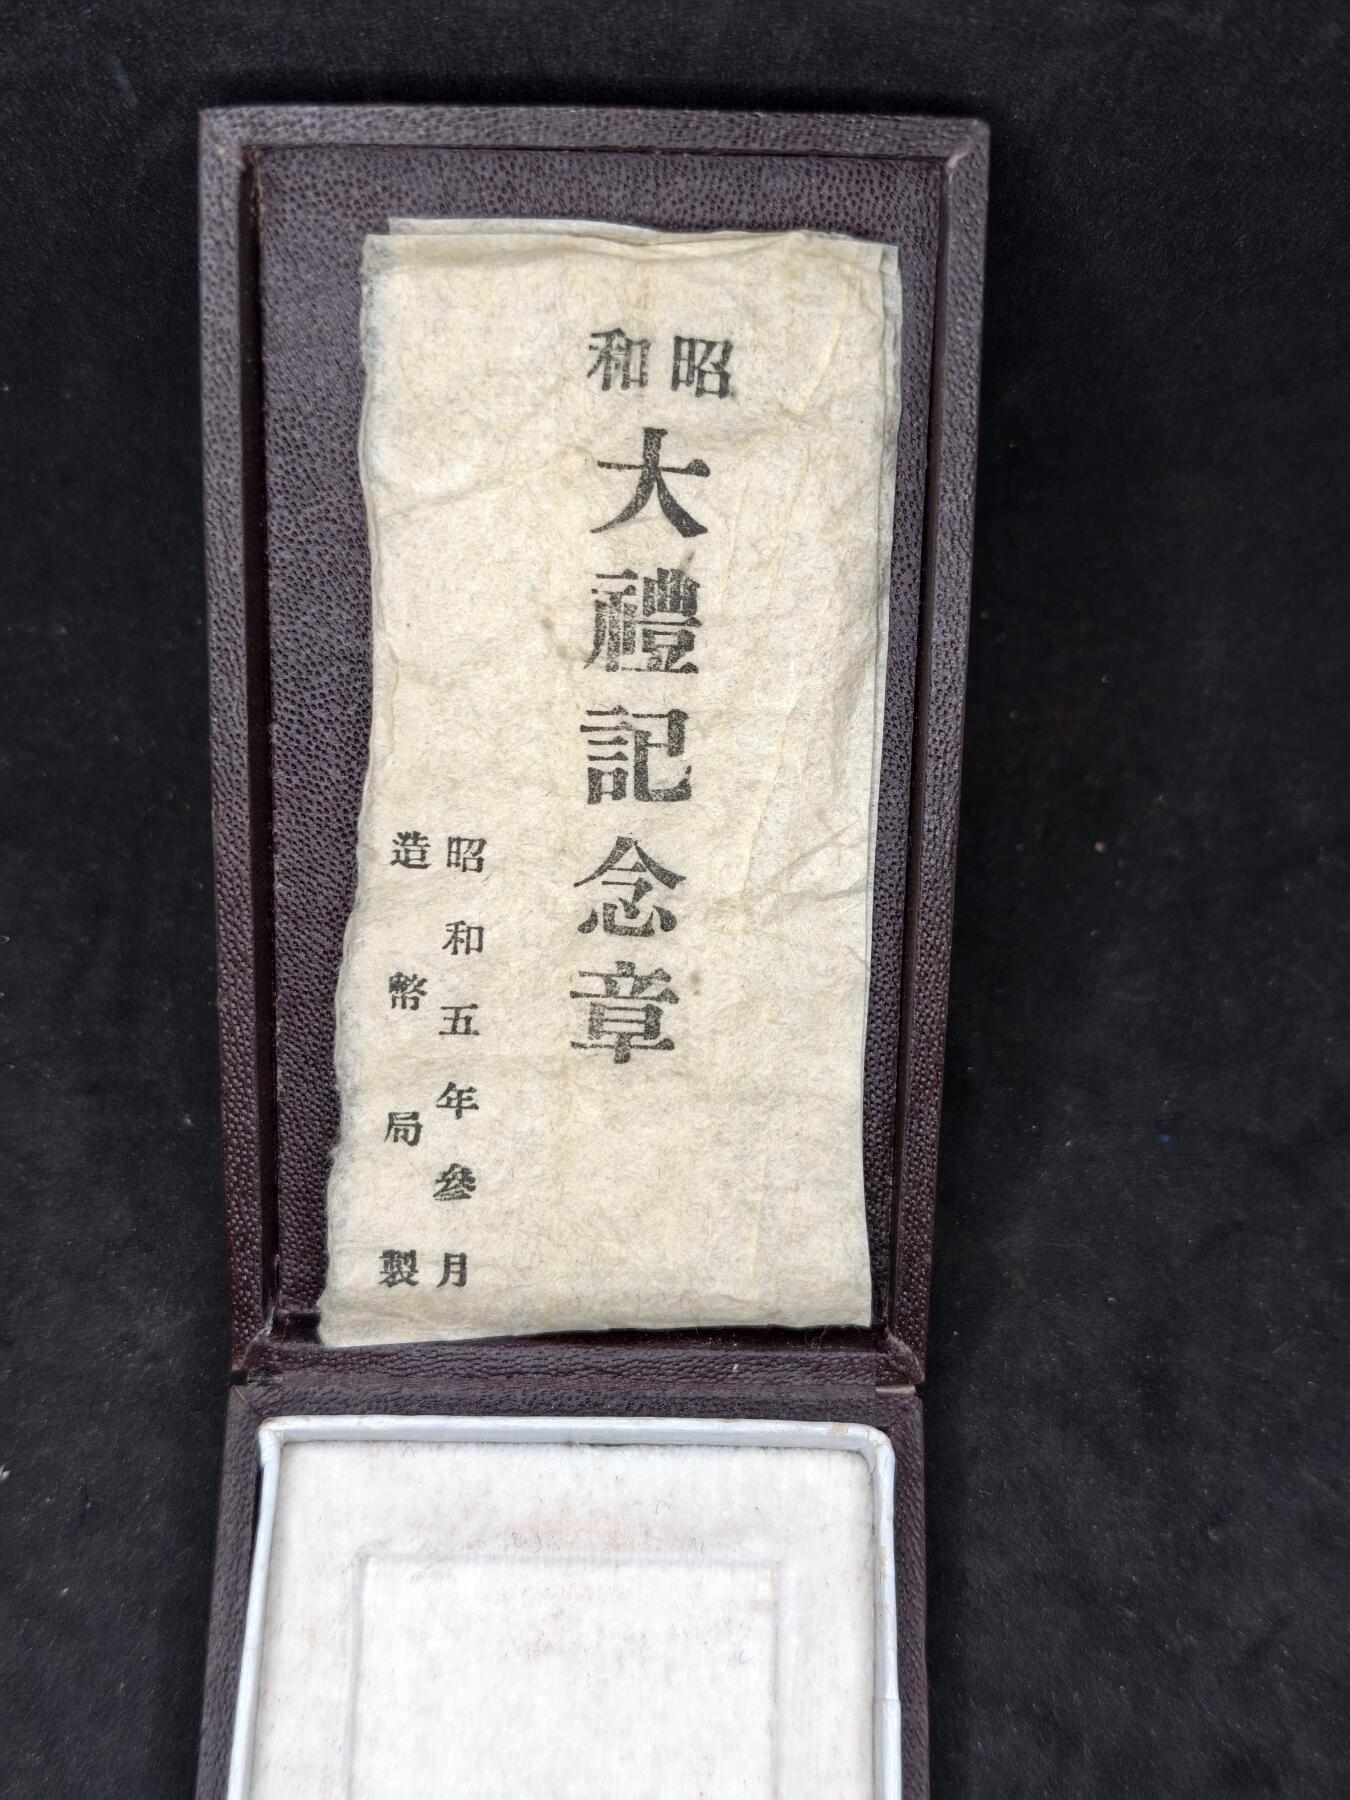 昭和
大禮記念章
昭和五年參月
造幣局製